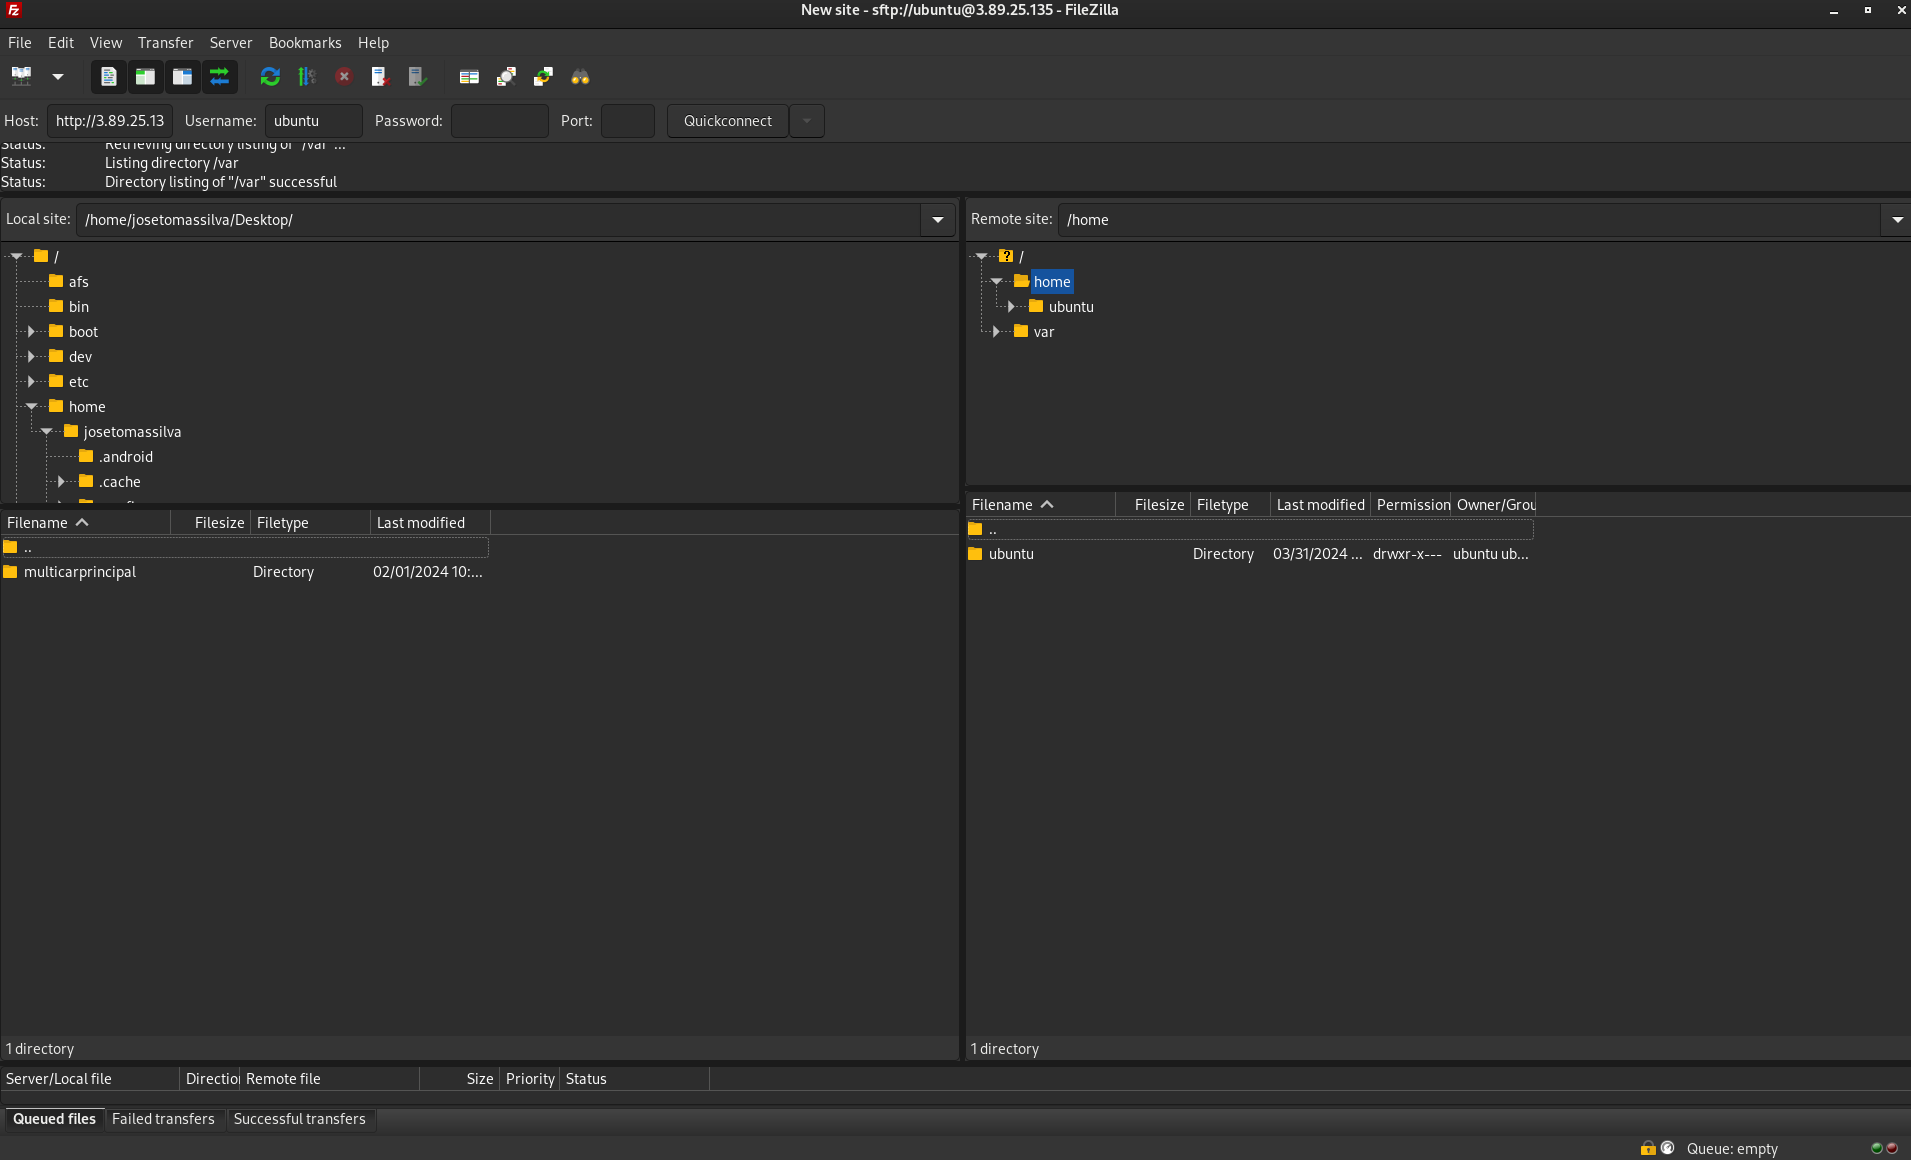 New site - sftp://ubuntu@3.89.25.135 - FileZilla
File Edit View Transfer Server Bookmarks Help
Host: http://3.89.25.13 Username: ubuntu Password: Port: Quickconnect
Status: Retrieving directory listing of "/var"...
Status: Listing directory /var
Status: Directory listing of "/var" successful
Local site: /home/josetomassilva/Desktop/
/
afs
bin
boot
dev
etc
home
josetomassilva
.android
.cache
Filename Filesize Filetype Last modified
..
multicarprincipal Directory 02/01/2024 10:...
1 directory
Remote site: /home
? /
home
ubuntu
var
Filename Filesize Filetype Last modified Permission Owner/Grou
..
ubuntu Directory 03/31/2024 ... drwxr-x--- ubuntu ub...
1 directory
Server/Local file Direction Remote file Size Priority Status
Queued files Failed transfers Successful transfers
Queue: empty